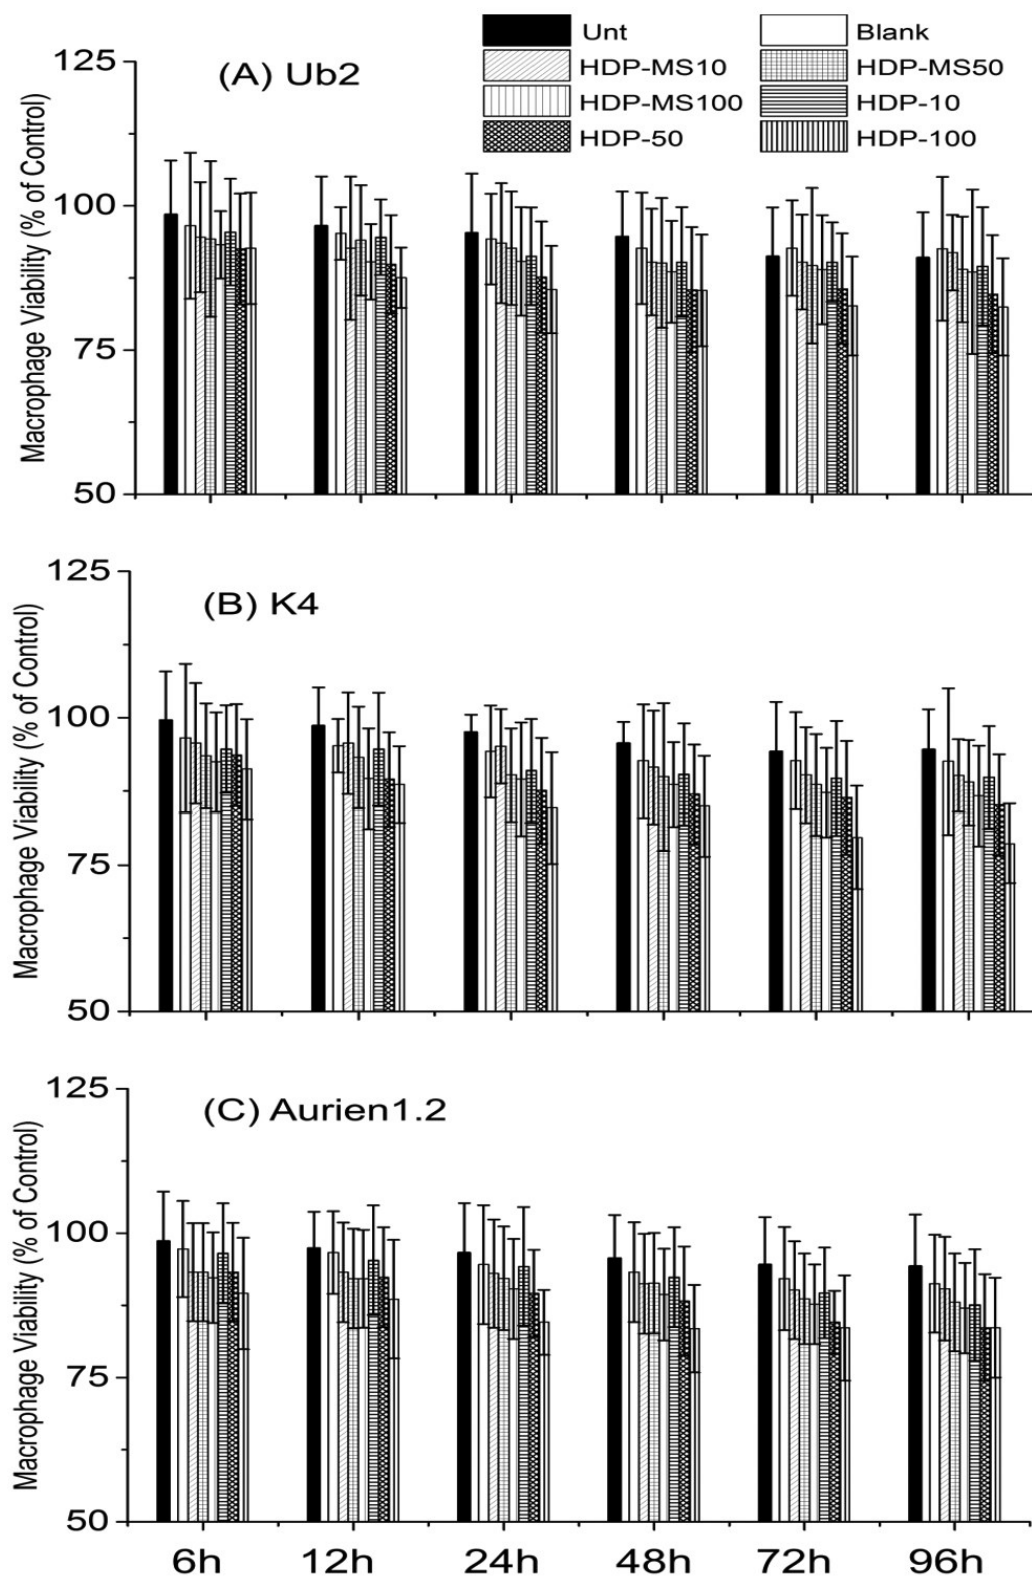 Unt Blank
HDP-MS10 HDP-MS50
HDP-MS100 HDP-10
HDP-50 HDP-100
(A) Ub2
Macrophage Viability (% of Control)
125
100
75
50
(B) K4
Macrophage Viability (% of Control)
125
100
75
50
(C) Aurien1.2
Macrophage Viability (% of Control)
125
100
75
50
6h 12h 24h 48h 72h 96h